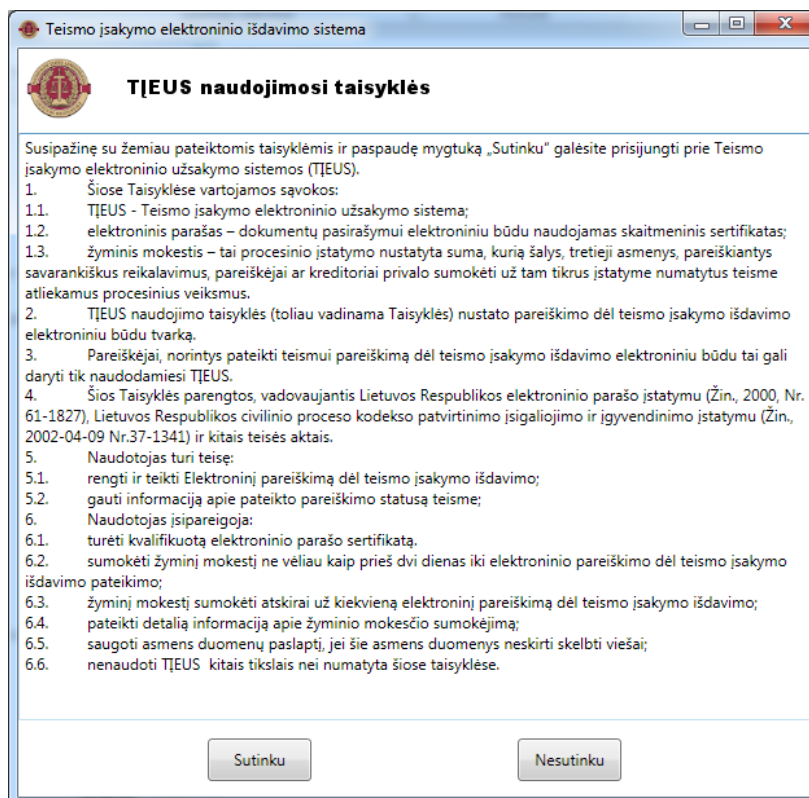 Teismo įsakymo elektroninio išdavimo sistema
TĮEUS naudojimosi taisyklės
Susipažinę su žemiau pateiktomis taisyklėmis ir paspaudę mygtuką „Sutinku“ galėsite prisijungti prie Teismo
įsakymo elektroninio užsakymo sistemos (TĮEUS).
1. Šiose Taisyklėse vartojamos sąvokos:
1.1. TĮEUS - Teismo įsakymo elektroninio užsakymo sistema;
1.2. elektroninis parašas – dokumentų pasirašymui elektroniniu būdu naudojamas skaitmeninis sertifikatas;
1.3. žyminis mokestis – tai procesinio įstatymo nustatyta suma, kurią šalys, tretieji asmenys, pareiškiantys
savarankiškus reikalavimus, pareiškėjai ar kreditoriai privalo sumokėti už tam tikrus įstatyme numatytus teisme
atliekamus procesinius veiksmus.
2. TĮEUS naudojimo taisyklės (toliau vadinama Taisyklės) nustato pareiškimo dėl teismo įsakymo išdavimo
elektroniniu būdu tvarką.
3. Pareiškėjai, norintys pateikti teismui pareiškimą dėl teismo įsakymo išdavimo elektroniniu būdu tai gali
daryti tik naudodamiesi TĮEUS.
4. Šios Taisyklės parengtos, vadovaujantis Lietuvos Respublikos elektroninio parašo įstatymu (Žin., 2000, Nr.
61-1827), Lietuvos Respublikos civilinio proceso kodekso patvirtinimo įsigaliojimo ir įgyvendinimo įstatymu (Žin.,
2002-04-09 Nr.37-1341) ir kitais teisės aktais.
5. Naudotojas turi teisę:
5.1. rengti ir teikti Elektroninį pareiškimą dėl teismo įsakymo išdavimo;
5.2. gauti informaciją apie pateikto pareiškimo statusą teisme;
6. Naudotojas įsipareigoja:
6.1. turėti kvalifikuotą elektroninio parašo sertifikatą.
6.2. sumokėti žyminį mokestį ne vėliau kaip prieš dvi dienas iki elektroninio pareiškimo dėl teismo įsakymo
išdavimo pateikimo;
6.3. žyminį mokestį sumokėti atskirai už kiekvieną elektroninį pareiškimą dėl teismo įsakymo išdavimo;
6.4. pateikti detalią informaciją apie žyminio mokesčio sumokėjimą;
6.5. saugoti asmens duomenų paslaptį, jei šie asmens duomenys neskirti skelbti viešai;
6.6. nenaudoti TĮEUS kitais tikslais nei numatyta šiose taisyklėse.
Sutinku
Nesutinku